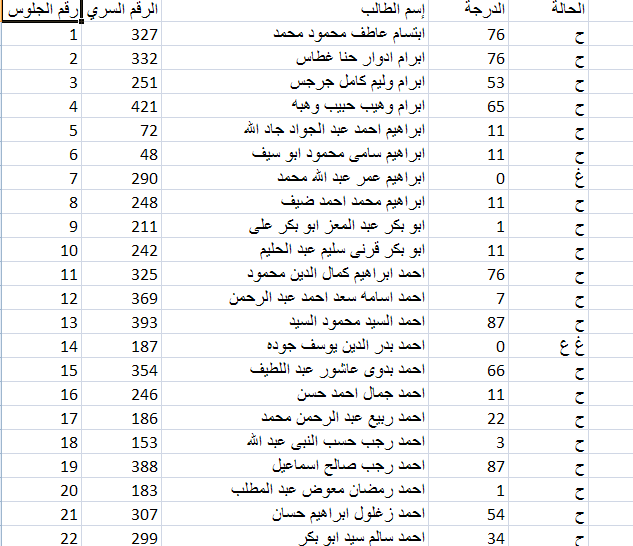 رقم الجلوس الرقم السري إسم الطالب الدرجة الحالة
1 327 ابتسام عاطف محمود محمد 76 ح
2 332 ابرام ادوار حنا غطاس 76 ح
3 251 ابرام وليم كامل جرجس 53 ح
4 421 ابرام وهيب حبيب وهبه 65 ح
5 72 ابراهيم احمد عبد الجواد جاد الله 11 ح
6 48 ابراهيم سامى محمود ابو سيف 11 ح
7 290 ابراهيم عمر عبد الله محمد 0 غ
8 248 ابراهيم محمد احمد ضيف 11 ح
9 211 ابو بكر عبد المعز ابو بكر على 1 ح
10 242 ابو بكر قرنى سليم عبد الحليم 11 ح
11 325 احمد ابراهيم كمال الدين محمود 76 ح
12 369 احمد اسامه سعد احمد عبد الرحمن 7 ح
13 393 احمد السيد محمود السيد 87 ح
14 187 احمد بدر الدين يوسف جوده 0 غ ع
15 354 احمد بدوى عاشور عبد اللطيف 66 ح
16 246 احمد جمال احمد حسن 11 ح
17 186 احمد ربيع عبد الرحمن محمد 22 ح
18 153 احمد رجب حسب النبى عبد الله 3 ح
19 388 احمد رجب صالح اسماعيل 87 ح
20 183 احمد رمضان معوض عبد المطلب 1 ح
21 307 احمد زغلول ابراهيم حسان 54 ح
22 299 احمد سالم سيد ابو بكر 34 ح